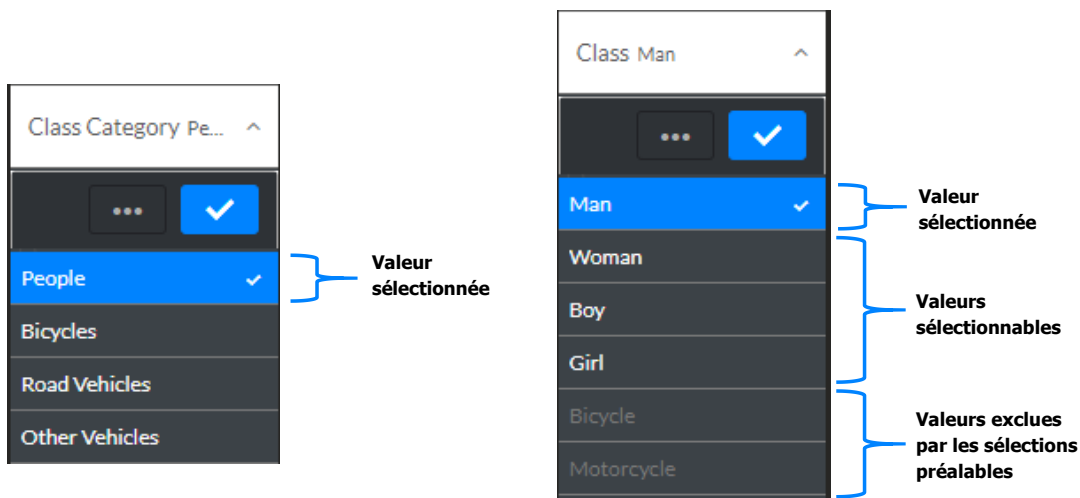 Class Category Pe...
People
Bicycles
Road Vehicles
Other Vehicles
Valeur
sélectionnée
Class Man
Man
Woman
Boy
Girl
Bicycle
Motorcycle
Valeur
sélectionnée
Valeurs
sélectionnables
Valeurs exclues
par les sélections
préalables